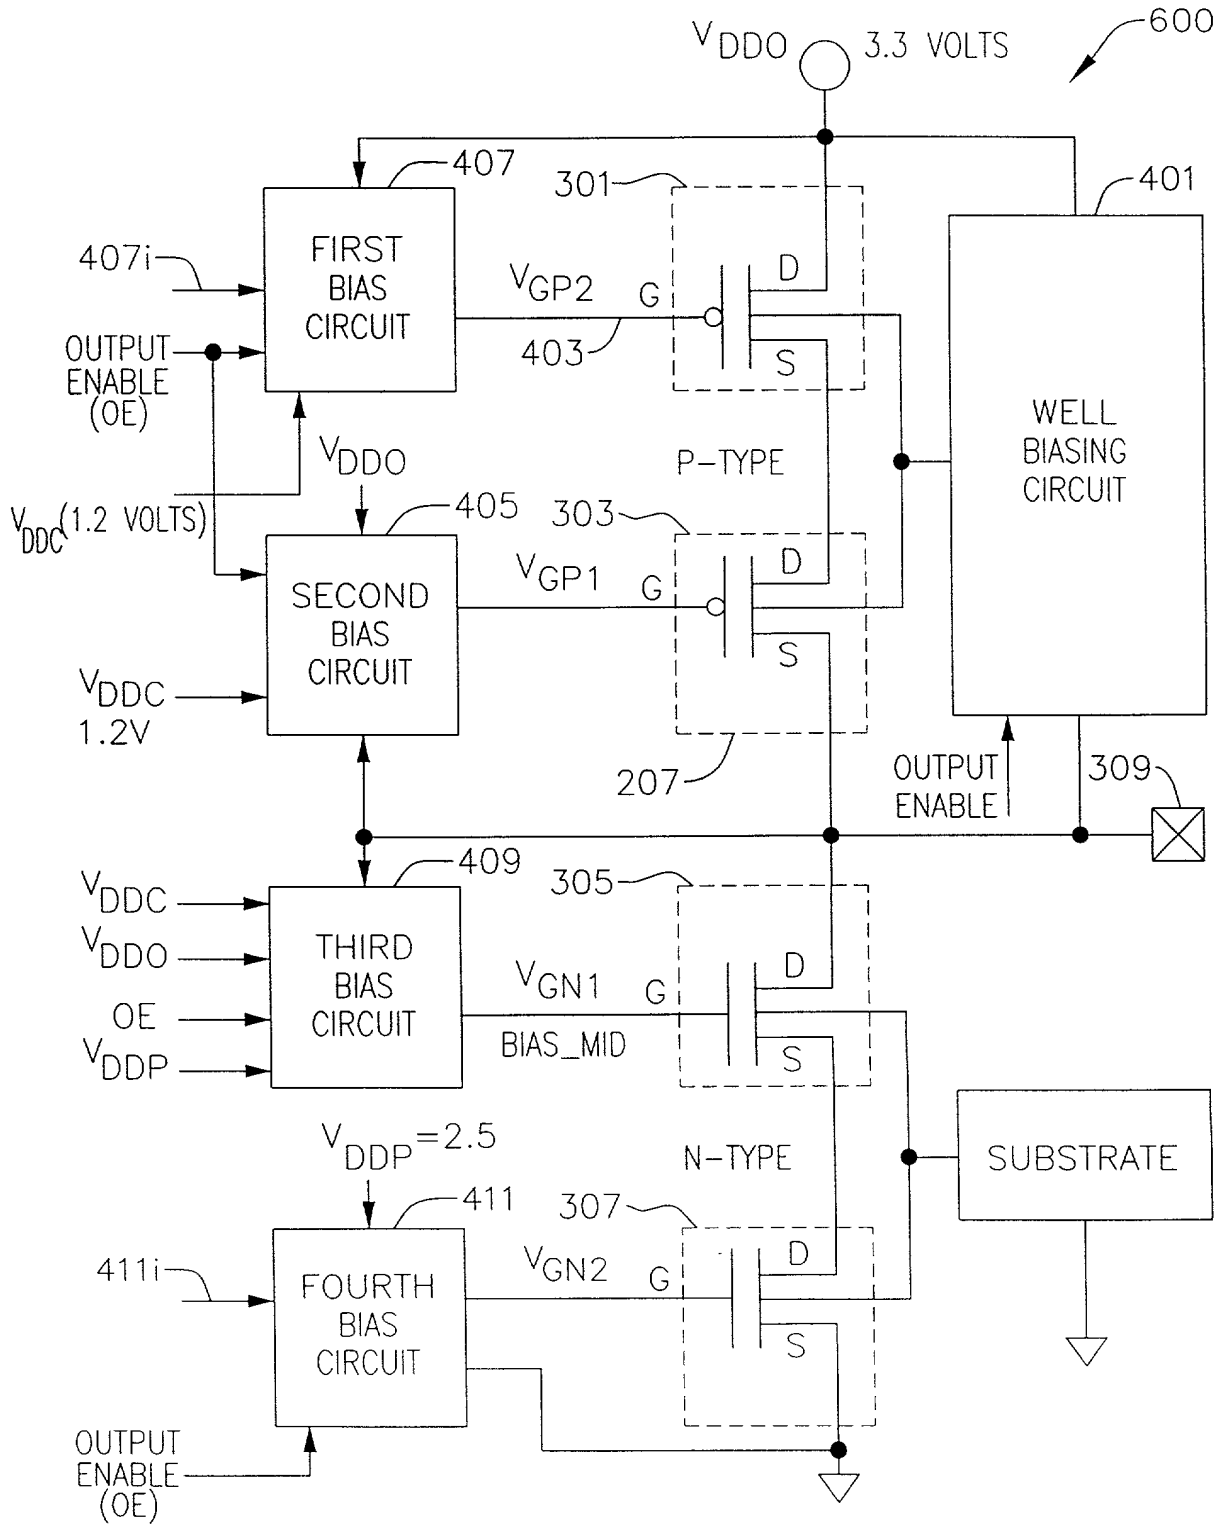 600
VDDO 3.3 VOLTS
407
301
401
407i
FIRST
BIAS
CIRCUIT
VGP2
G
D
S
403
OUTPUT
ENABLE
(OE)
WELL
BIASING
CIRCUIT
VDDO
P-TYPE
VDDC(1.2 VOLTS)
405
303
SECOND
BIAS
CIRCUIT
VGP1
G
D
S
VDDC
1.2V
207
OUTPUT
ENABLE
309
409
305
VDDC
VDDO
OE
VDDP
THIRD
BIAS
CIRCUIT
VGN1
BIAS_MID
G
D
S
VDDP=2.5
N-TYPE
SUBSTRATE
411
307
411i
FOURTH
BIAS
CIRCUIT
VGN2
G
D
S
OUTPUT
ENABLE
(OE)